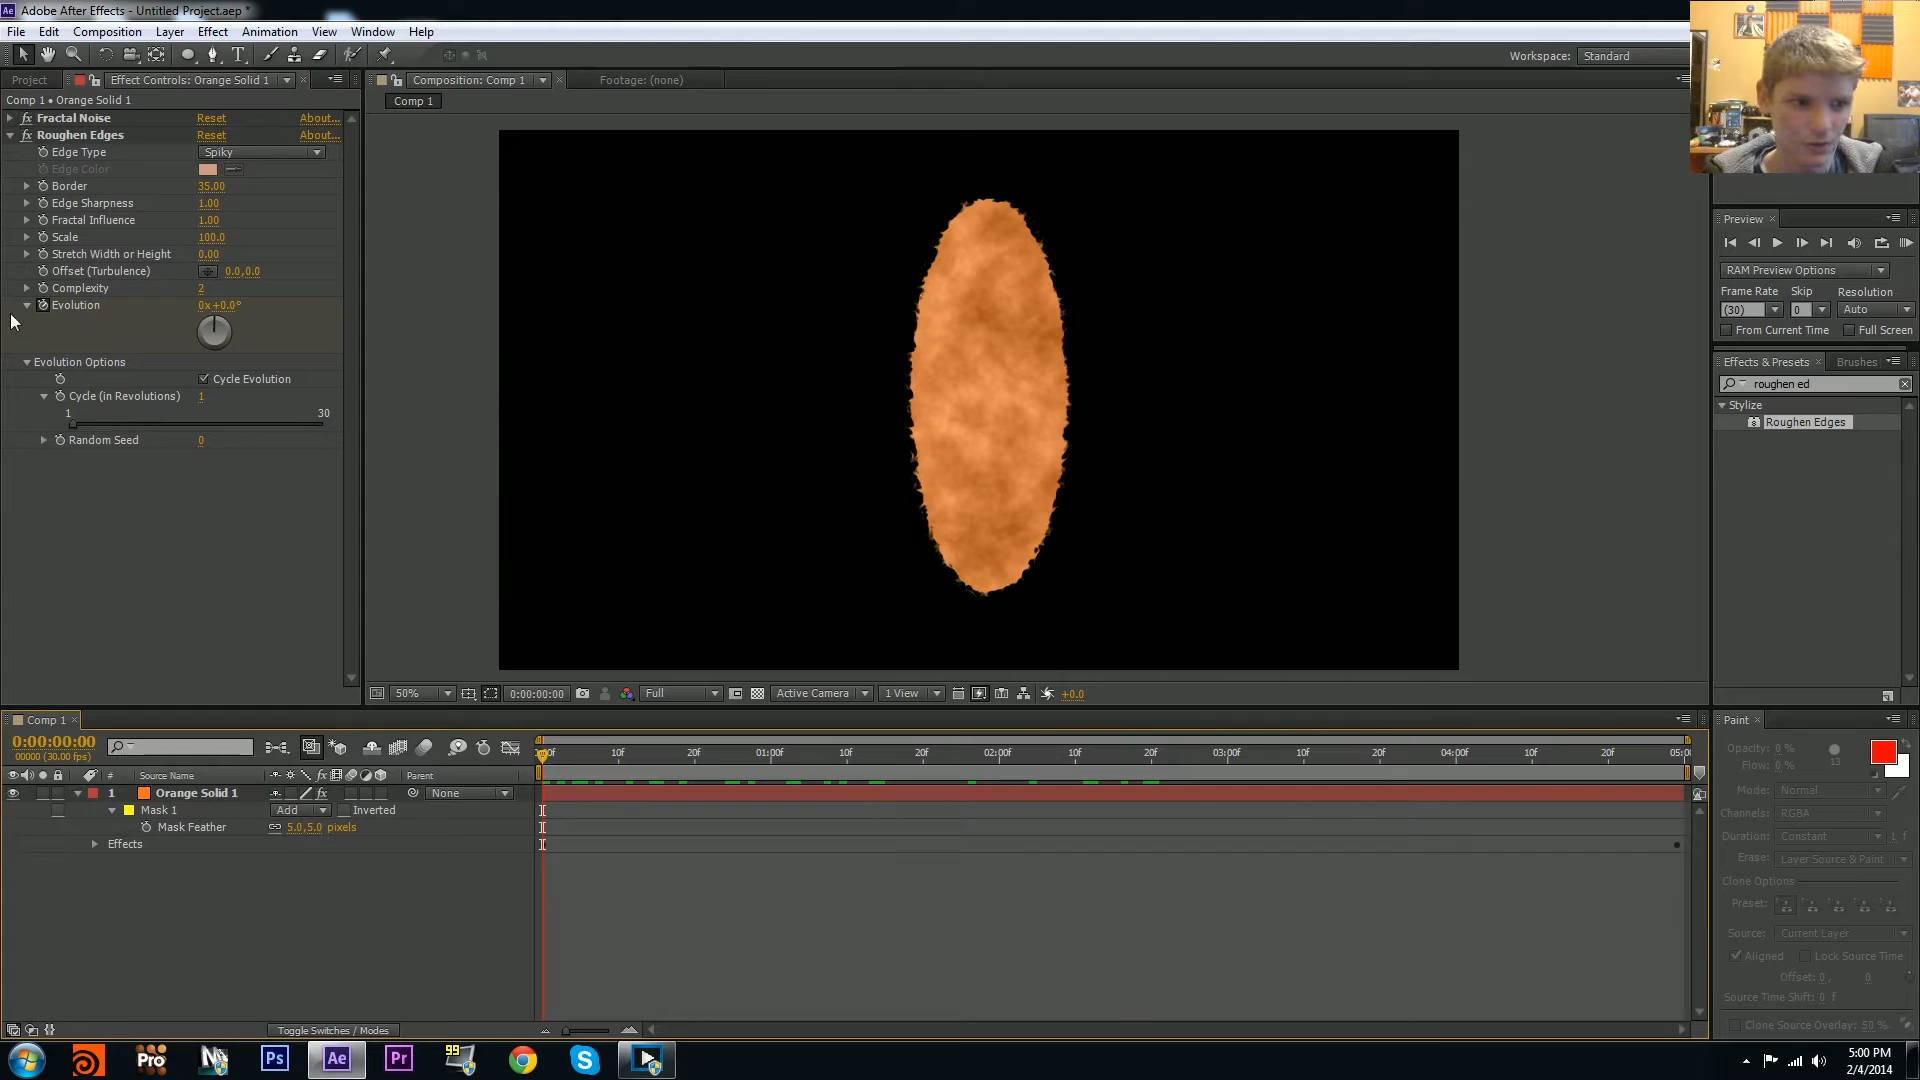 Adobe After Effects - Untitled Project.aep *
File Edit Composition Layer Effect Animation View Window Help
Workspace: Standard
Project Effect Controls: Orange Solid 1
Composition: Comp 1
Footage: (none)
Comp 1 • Orange Solid 1
Comp 1
Fractal Noise Reset About...
Roughen Edges Reset About...
Edge Type Spiky
Edge Color
Border 35.00
Edge Sharpness 1.00
Fractal Influence 1.00
Scale 100.0
Stretch Width or Height 0.00
Offset (Turbulence) 0.0,0.0
Complexity 2
Evolution 0x+0.0°
Evolution Options
Cycle Evolution
Cycle (in Revolutions) 1
1 30
Random Seed 0
50% 0:00:00:00 Full Active Camera 1 View +0.0
Preview
RAM Preview Options
Frame Rate Skip Resolution
(30) 0 Auto
From Current Time Full Screen
Effects & Presets Brushes
roughen ed
Stylize
Roughen Edges
Comp 1
0:00:00:00
00000 (30.00 fps)
10f 20f 01:00f 10f 20f 02:00f 10f 20f 03:00f 10f 20f 04:00f 10f 20f
# Source Name Parent
1 Orange Solid 1 None
Mask 1 Add Inverted
Mask Feather 5.0,5.0 pixels
Effects
Toggle Switches / Modes
Paint
Opacity: 0 %
Flow: 0 %
13
Mode: Normal
Channels: RGBA
Duration: Constant 1 f
Erase: Layer Source & Paint
Clone Options
Preset:
Source: Current Layer
Aligned Lock Source Time
Offset: 0, 0
Source Time Shift: 0 f
Clone Source Overlay: 50 %
Pro Ps Ae Pr 99
5:00 PM
2/4/2014